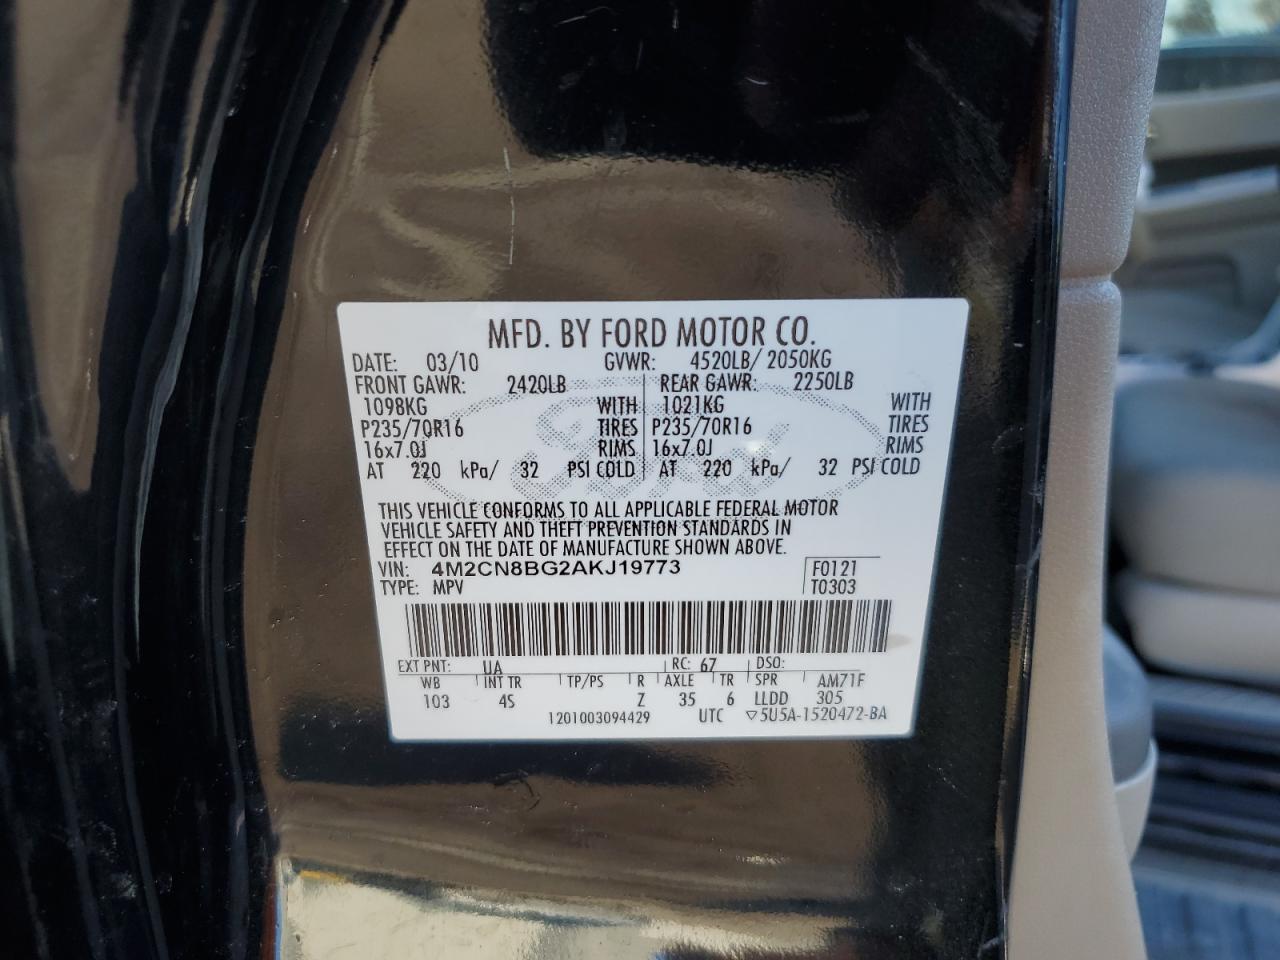 MFD. BY FORD MOTOR CO.
DATE: 03/10 GVWR: 4520LB/ 2050KG
FRONT GAWR: 2420LB REAR GAWR: 2250LB
1098KG WITH 1021KG WITH
P235/70R16 TIRES P235/70R16 TIRES
16x7.0J RIMS 16x7.0J RIMS
AT 220 kPa/ 32 PSI COLD AT 220 kPa/ 32 PSI COLD
THIS VEHICLE CONFORMS TO ALL APPLICABLE FEDERAL MOTOR
VEHICLE SAFETY AND THEFT PREVENTION STANDARDS IN
EFFECT ON THE DATE OF MANUFACTURE SHOWN ABOVE.
VIN: 4M2CN8BG2AKJ19773 F0121
TYPE: MPV T0303
EXT PNT: UA RC: 67 DSO:
WB INT TR TP/PS R AXLE TR SPR AM71F
103 4S Z 35 6 LLDD 305
1201003094429 UTC ▽5U5A-1520472-BA
Ford